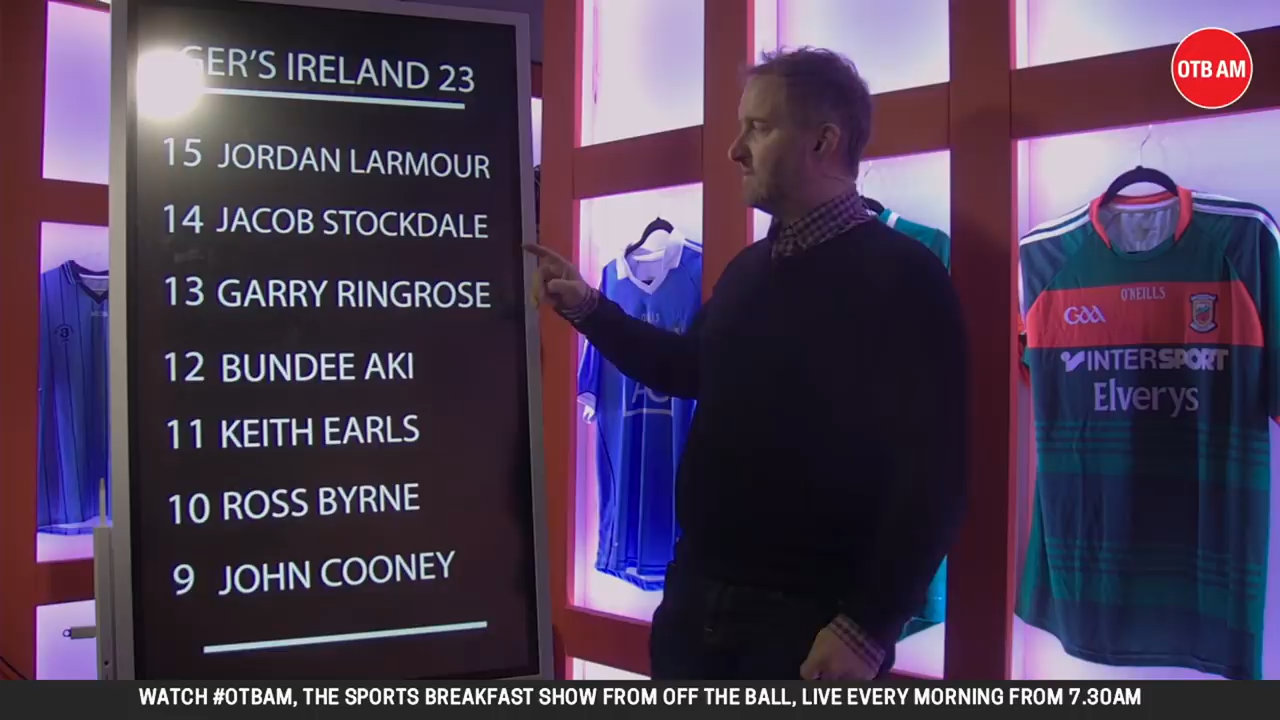 GER'S IRELAND 23
15 JORDAN LARMOUR
14 JACOB STOCKDALE
13 GARRY RINGROSE
12 BUNDEE AKI
11 KEITH EARLS
10 ROSS BYRNE
9 JOHN COONEY
OTB AM
O'NEILLS
GAA
INTERSPORT
Elverys
WATCH #OTBAM, THE SPORTS BREAKFAST SHOW FROM OFF THE BALL, LIVE EVERY MORNING FROM 7.30AM